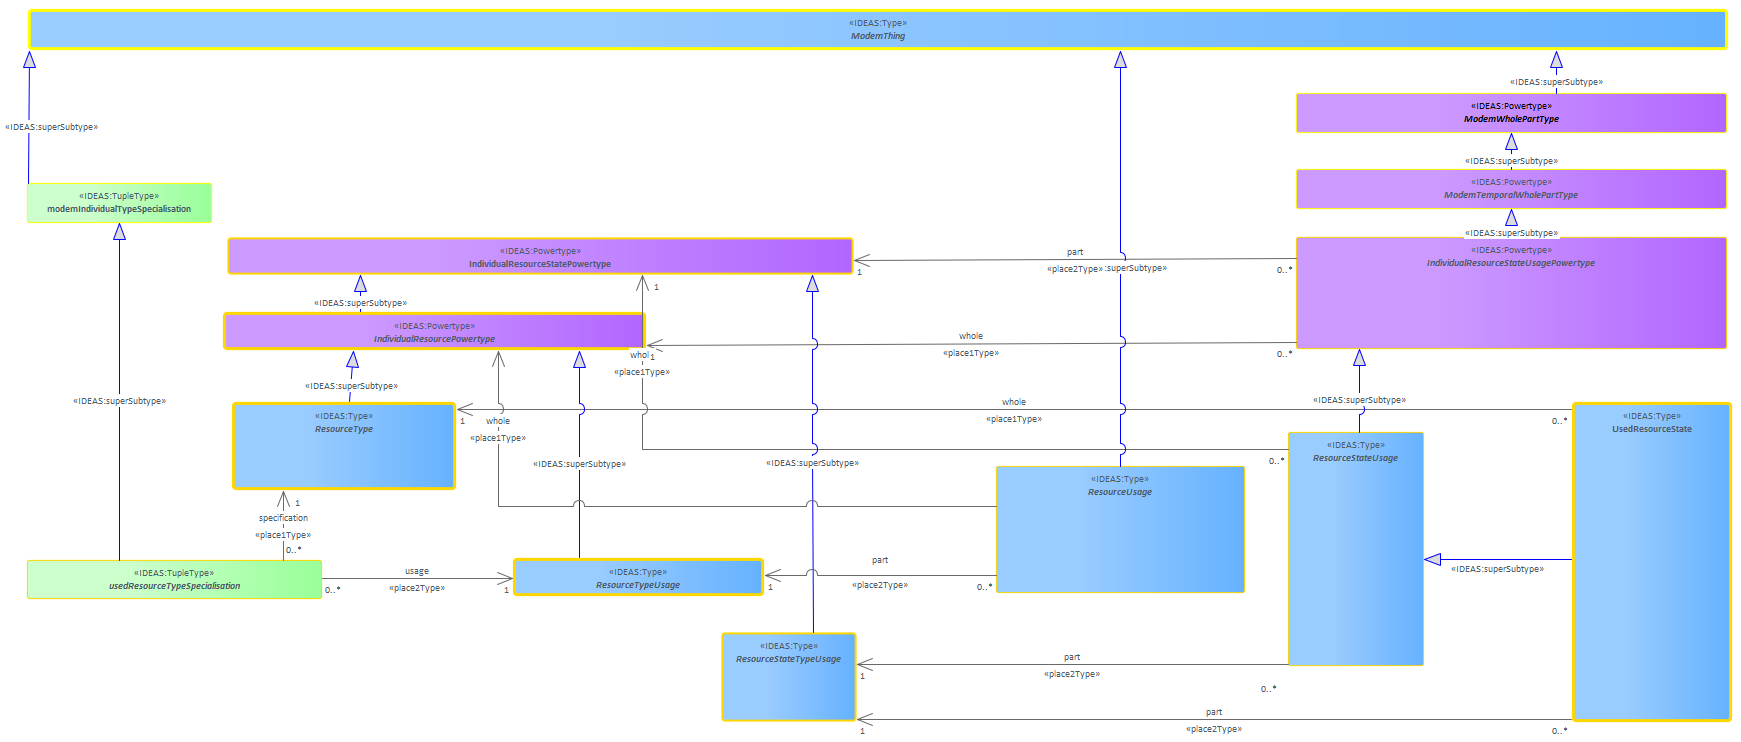 «IDEAS:Type»
ModemThing
«IDEAS:superSubtype»
«IDEAS:Powertype»
ModemWholePartType
«IDEAS:superSubtype»
«IDEAS:superSubtype»
«IDEAS:Powertype»
ModemTemporalWholePartType
«IDEAS:TupleType»
modemIndividualTypeSpecialisation
«IDEAS:superSubtype»
«IDEAS:Powertype»
IndividualResourceStatePowertype
part
«IDEAS:Powertype»
IndividualResourceStateUsagePowertype
1
«place2Type»
:superSubtype»
0..*
1
«IDEAS:superSubtype»
«IDEAS:Powertype»
IndividualResourcePowertype
whole
whol
1
«place1Type»
0..*
«place1Type»
«IDEAS:superSubtype»
«IDEAS:superSubtype»
«IDEAS:superSubtype»
whole
«IDEAS:Type»
ResourceType
1
whole
«place1Type»
«place1Type»
0..*
«IDEAS:Type»
UsedResourceState
«IDEAS:Type»
ResourceStateUsage
«IDEAS:superSubtype»
«IDEAS:superSubtype»
0..*
«IDEAS:Type»
ResourceUsage
1
specification
«place1Type»
0..*
«IDEAS:TupleType»
usedResourceTypeSpecialisation
usage
0..*
«place2Type»
1
«IDEAS:Type»
ResourceTypeUsage
part
1
«place2Type»
0..*
«IDEAS:superSubtype»
«IDEAS:Type»
ResourceStateTypeUsage
part
1
«place2Type»
0..*
part
1
«place2Type»
0..*